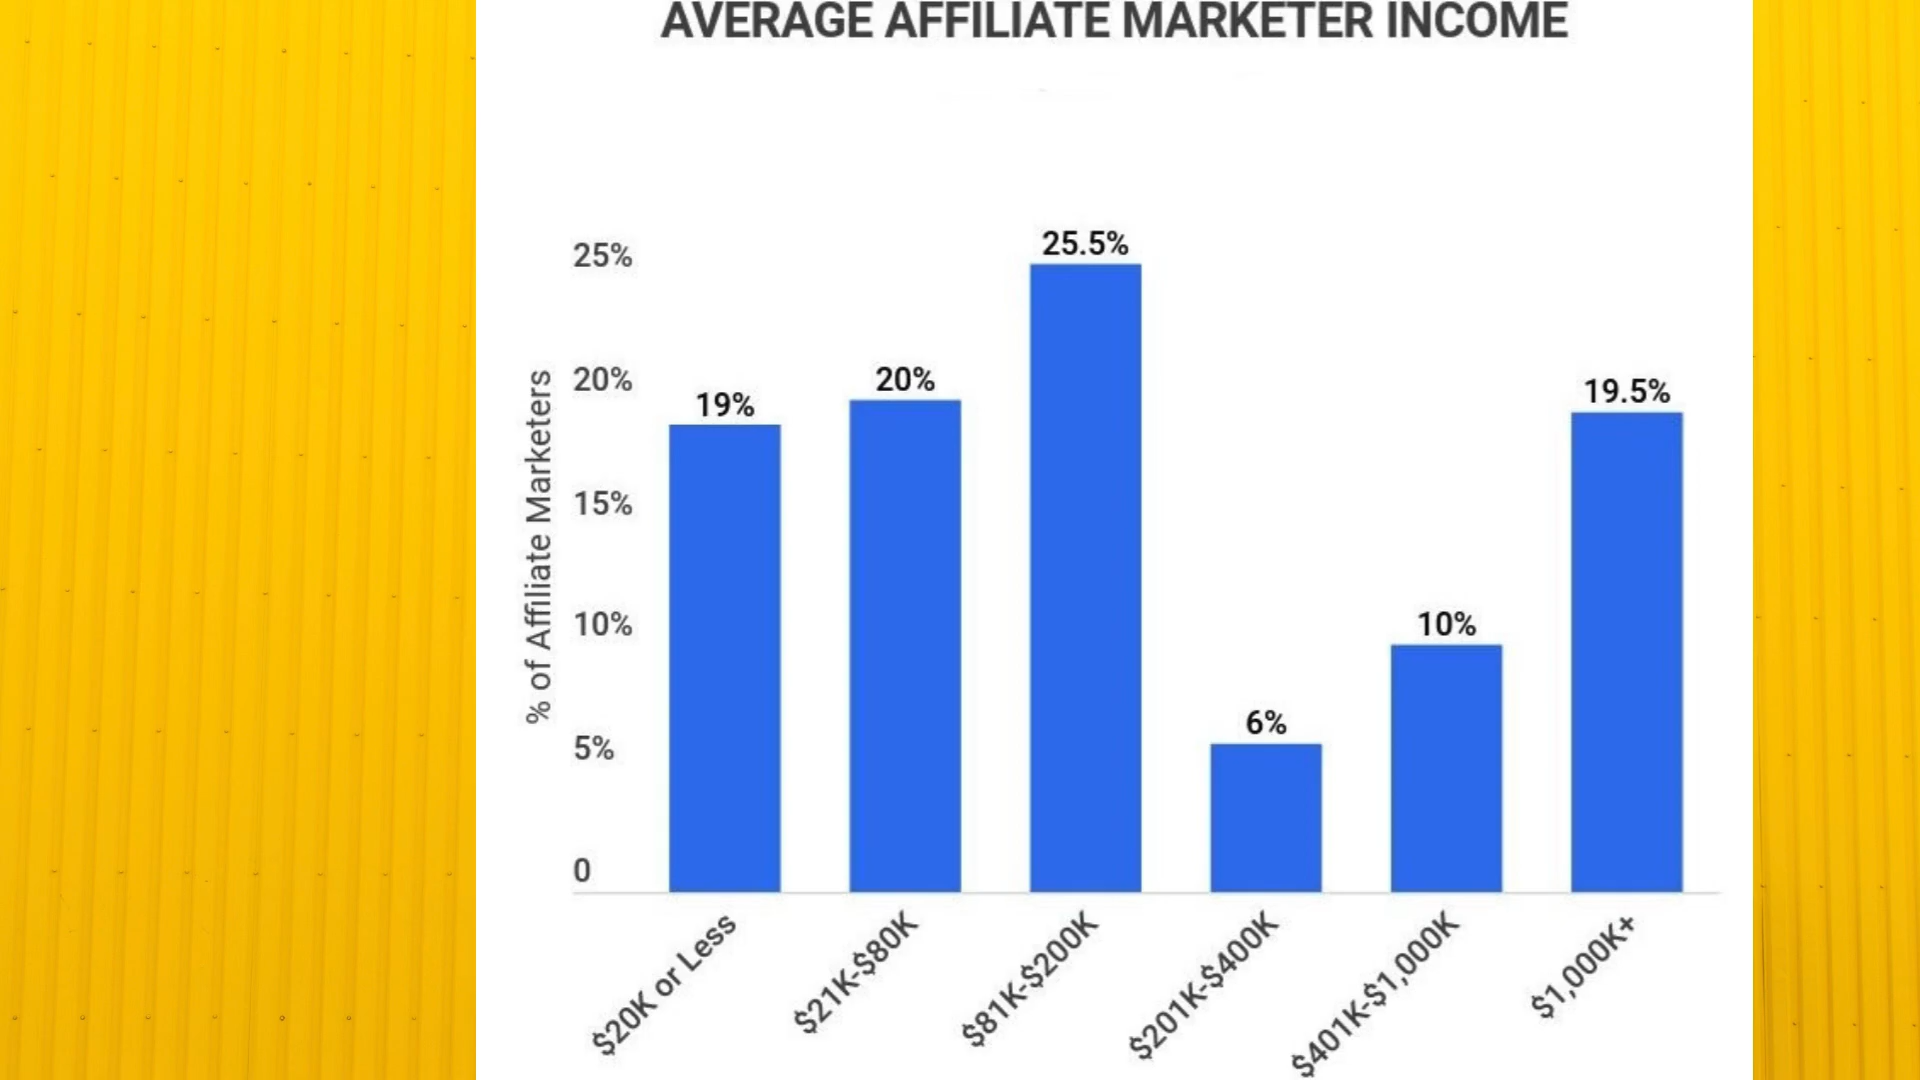 AVERAGE AFFILIATE MARKETER INCOME
% of Affiliate Marketers
25%
20%
15%
10%
5%
0
19%
20%
25.5%
6%
10%
19.5%
$20K or Less
$21K-$80K
$81K-$200K
$201K-$400K
$401K-$1,000K
$1,000K+